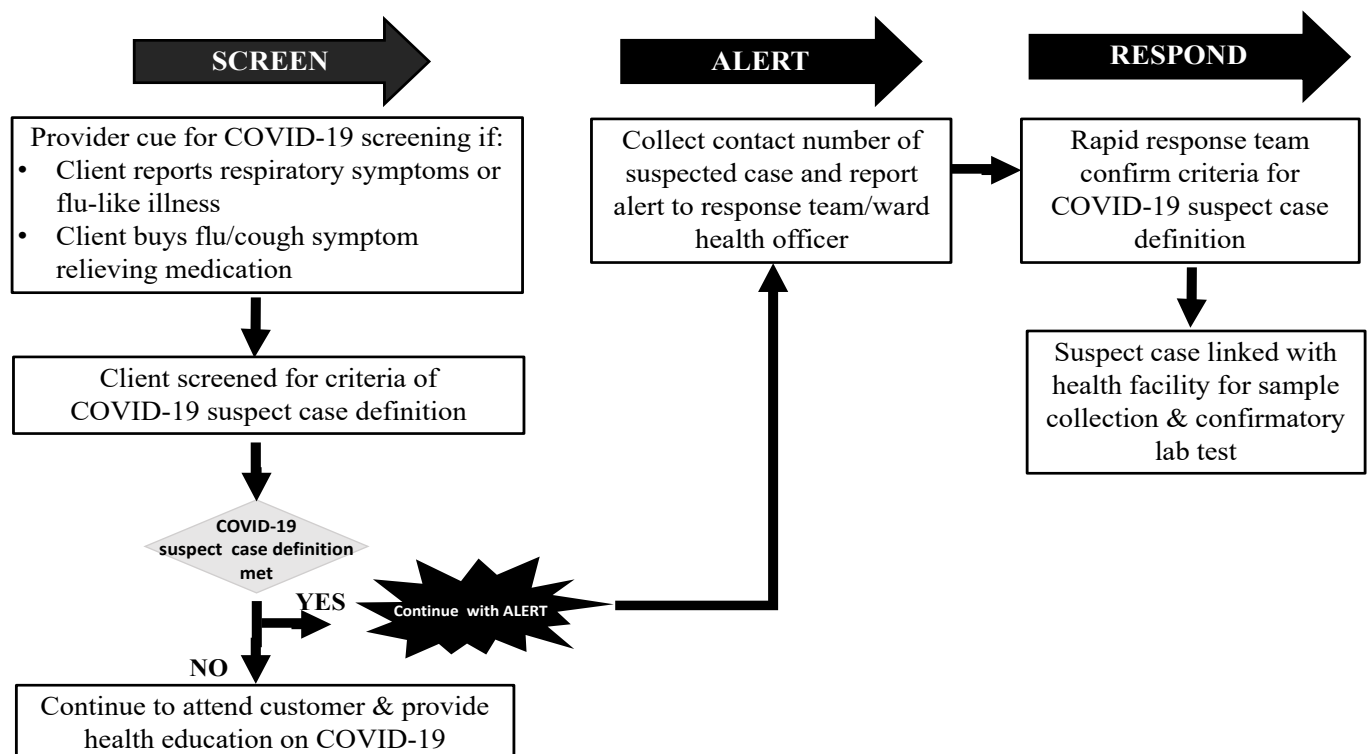 SCREEN
Provider cue for COVID-19 screening if:
• Client reports respiratory symptoms or
flu-like illness
• Client buys flu/cough symptom
relieving medication
Client screened for criteria of
COVID-19 suspect case definition
COVID-19
suspect case definition
met
YES
Continue with ALERT
NO
Continue to attend customer & provide
health education on COVID-19
ALERT
Collect contact number of
suspected case and report
alert to response team/ward
health officer
RESPOND
Rapid response team
confirm criteria for
COVID-19 suspect case
definition
Suspect case linked with
health facility for sample
collection & confirmatory
lab test